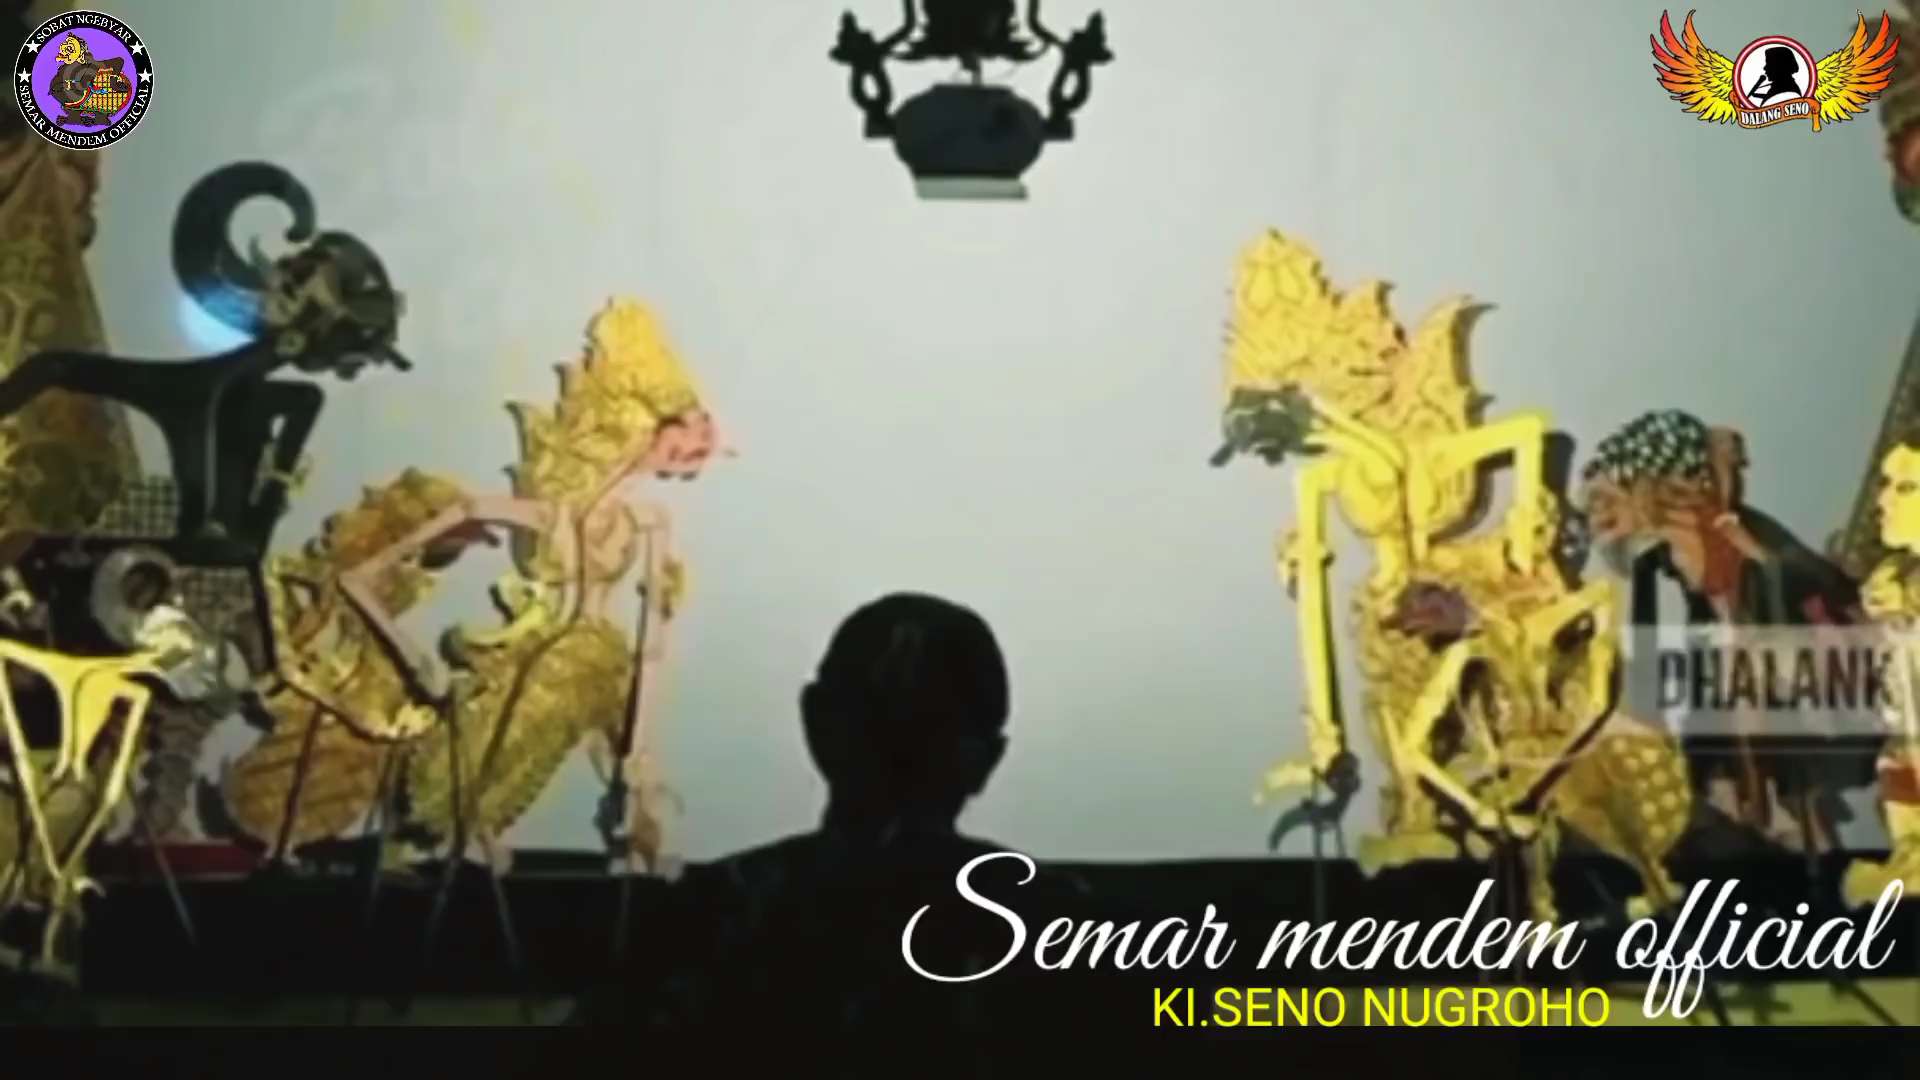 SOBAT NGEBYAR
SEMAR MENDEM OFFICIAL
DALANG SENO
DHALANK
Semar mendem official
KI.SENO NUGROHO